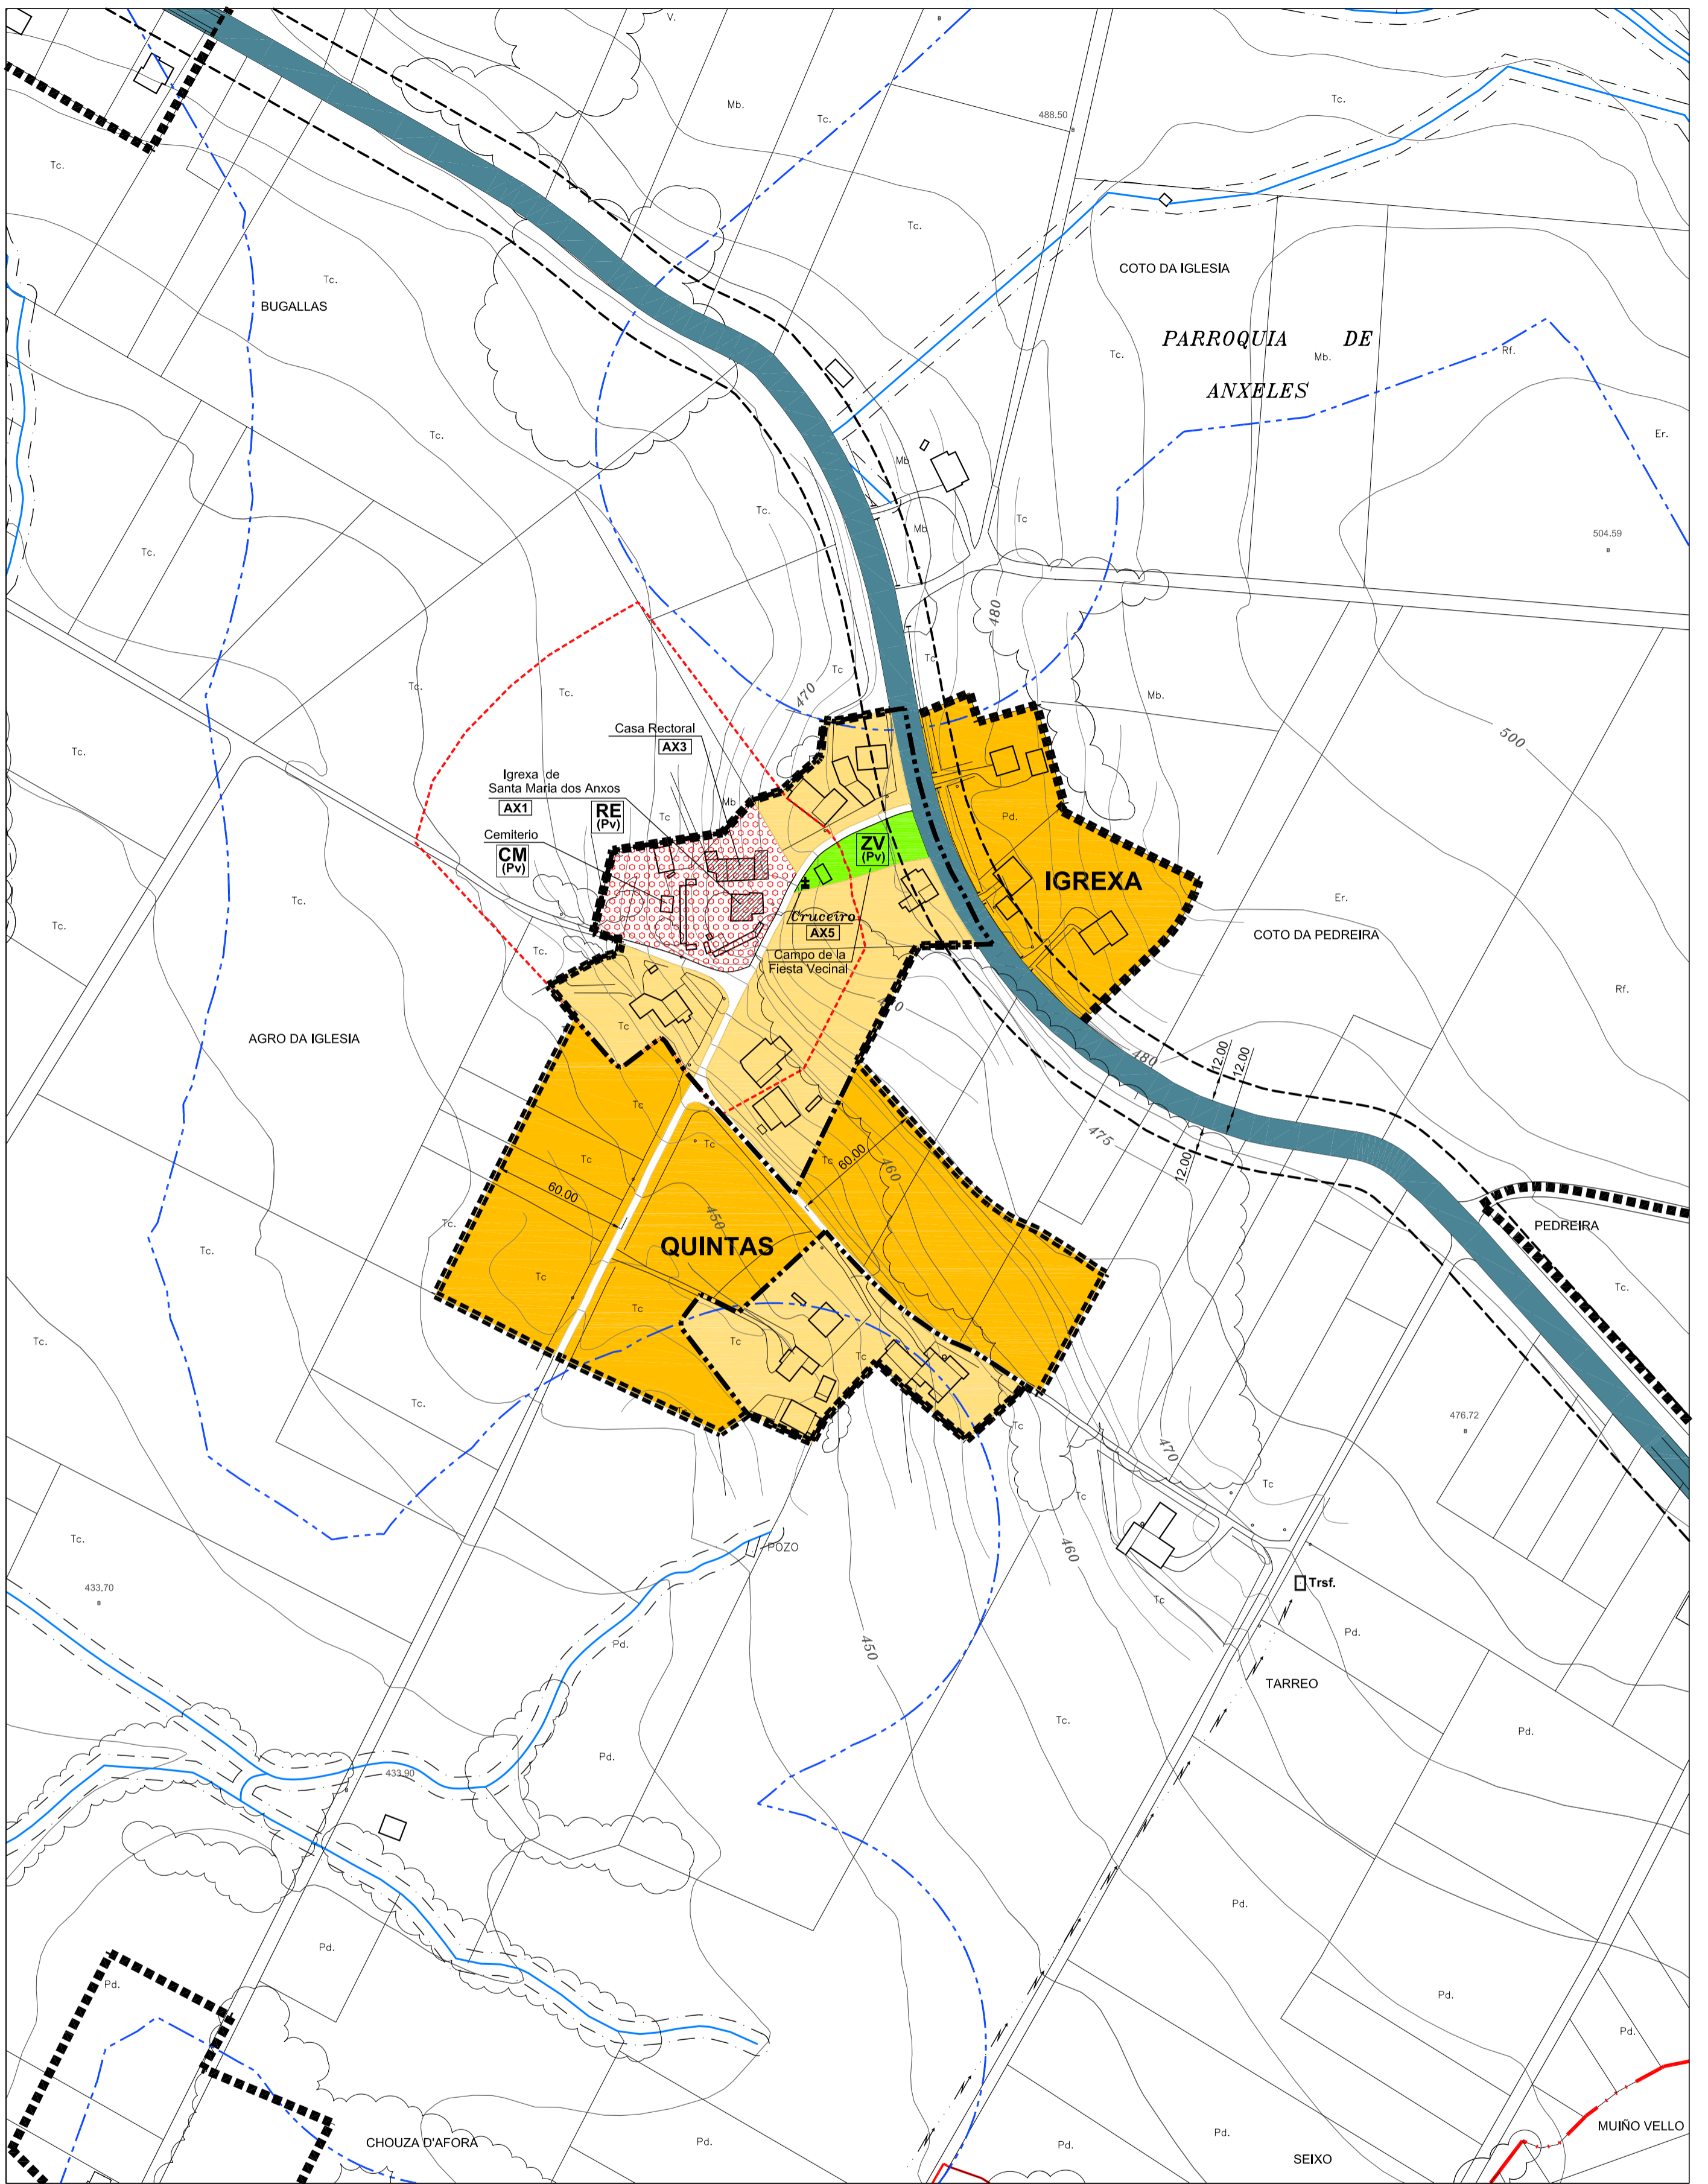 V.
Mb.
Tc.
488.50
Tc.
Tc.
Tc.
COTO DA IGLESIA
Tc.
BUGALLAS
PARROQUIA DE
Tc.
Mb.
Rf.
ANXELES
Tc.
Er.
Mb
Tc.
Mb
Tc
504.59
Tc.
480
Tc
Tc
Tc.
Tc.
Mb.
470
Casa Rectoral
AX3
500
Tc.
Igrexa de
Santa Maria dos Anxos
AX1
RE
(Pv)
Mb
Tc
Pd.
Cemiterio
CM
(Pv)
ZV
(Pv)
IGREXA
Tc.
Er.
Cruceiro
AX5
Tc.
COTO DA PEDREIRA
Tc.
Campo de la
Fiesta Vecinal
Rf.
Tc
AGRO DA IGLESIA
480
12.00
12.00
Tc
475
Tc
Tc
Tc
60.00
460
12.00
60.00
450
Tc.
PEDREIRA
Tc.
QUINTAS
Tc
Tc.
Tc
Tc.
Tc
Tc
Tc.
476.72
Tc
470
Tc
Tc
Tc.
POZO
460
433.70
Trsf.
Tc
Pd.
Pd.
450
TARREO
Tc.
Pd.
Pd.
433.90
Pd.
Pd.
Pd.
Pd.
Pd.
MUIÑO VELLO
CHOUZA D'AFORA
Pd.
Pd.
Pd.
SEIXO